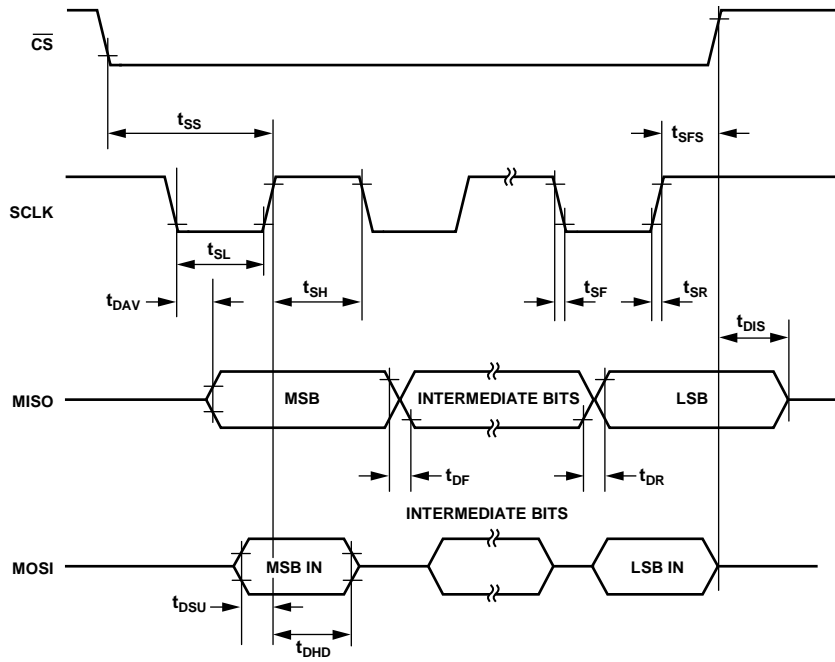 CS
tSS
tSFS
SCLK
tSL
tSH
tSF
tSR
tDAV
tDIS
MISO
MSB
INTERMEDIATE BITS
LSB
tDF
tDR
INTERMEDIATE BITS
MOSI
MSB IN
LSB IN
tDSU
tDHD